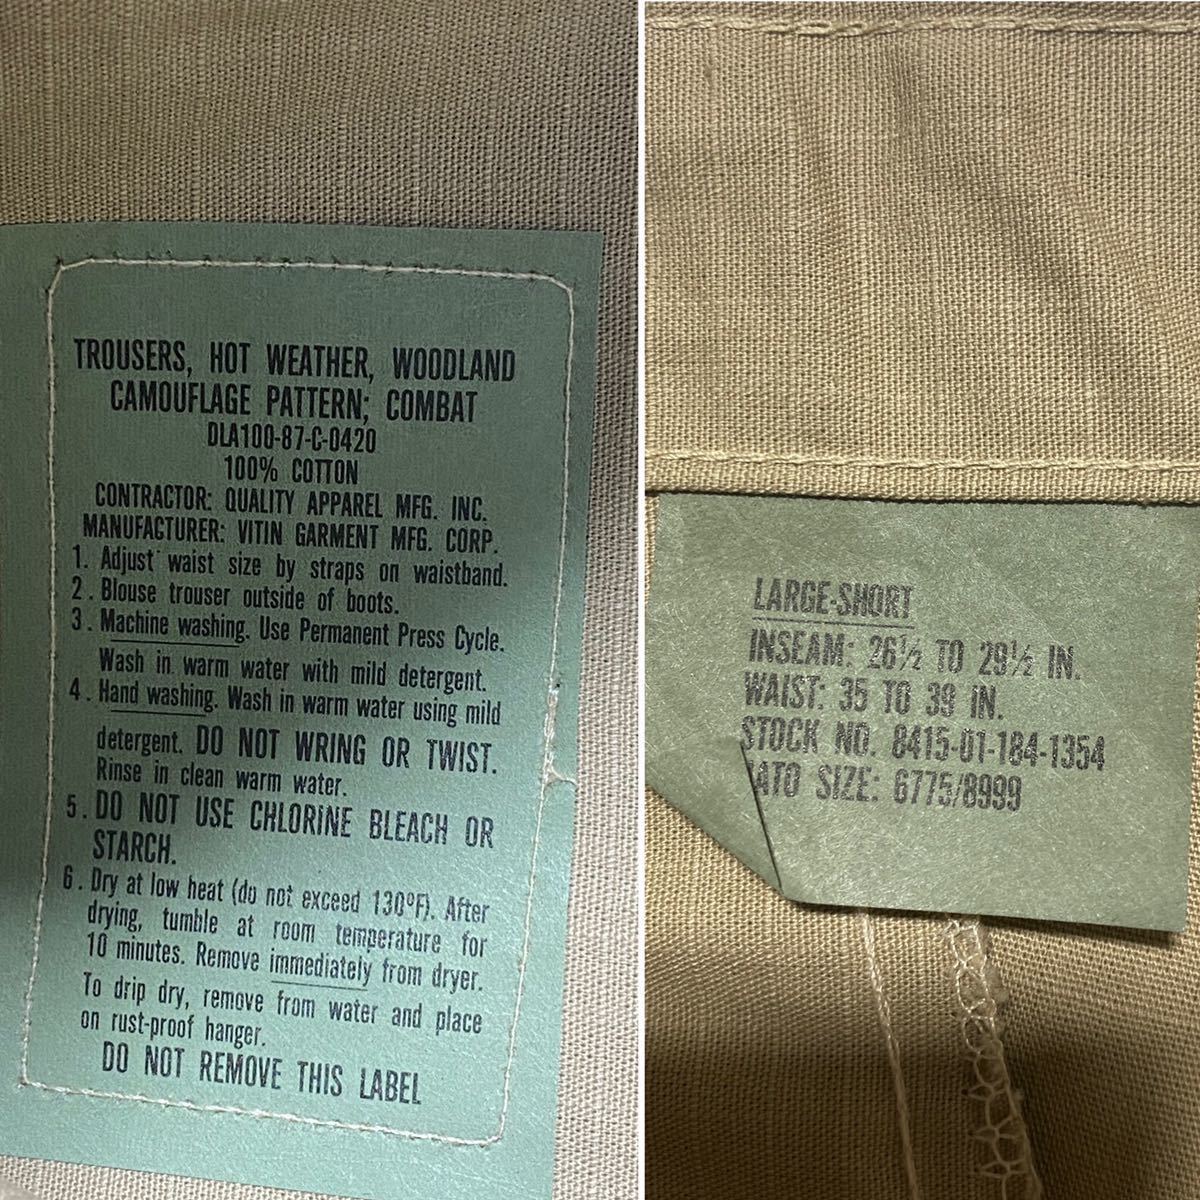 TROUSERS, HOT WEATHER, WOODLAND
CAMOUFLAGE PATTERN; COMBAT
DLA100-87-C-0420
100% COTTON
CONTRACTOR: QUALITY APPAREL MFG. INC.
MANUFACTURER: VITIN GARMENT MFG. CORP.
1. Adjust waist size by straps on waistband.
2. Blouse trouser outside of boots.
3. Machine washing. Use Permanent Press Cycle.
Wash in warm water with mild detergent.
4. Hand washing. Wash in warm water using mild
detergent. DO NOT WRING OR TWIST.
Rinse in clean warm water.
5. DO NOT USE CHLORINE BLEACH OR
STARCH.
6. Dry at low heat (do not exceed 130ºF). After
drying, tumble at room temperature for
10 minutes. Remove immediately from dryer.
To drip dry, remove from water and place
on rust-proof hanger.
DO NOT REMOVE THIS LABEL
LARGE-SHORT
INSEAM: 26½ TO 29½ IN.
WAIST: 35 TO 39 IN.
STOCK NO. 8415-01-184-1354
ATO SIZE: 6775/8999